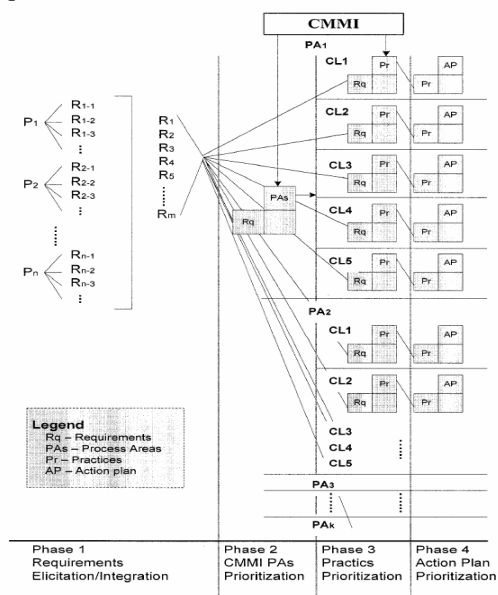 CMMI
PA1
CL1
Pr
AP
Rq
Pr
CL2
Pr
AP
Rq
Pr
CL3
Pr
AP
Rq
Pr
CL4
Pr
AP
Rq
Pr
CL5
Pr
AP
Rq
Pr
PA2
CL1
Pr
AP
Rq
Pr
CL2
Pr
AP
Rq
Pr
CL3
CL4
CL5
PA3
PAk
P1
R1-1
R1-2
R1-3
P2
R2-1
R2-2
R2-3
Pn
Rn-1
Rn-2
Rn-3
R1
R2
R3
R4
R5
Rm
PAs
Rq
Legend
Rq – Requirements
PAs – Process Areas
Pr – Practices
AP – Action plan
Phase 1
Requirements
Elicitation/Integration
Phase 2
CMMI PAs
Prioritization
Phase 3
Practics
Prioritization
Phase 4
Action Plan
Prioritization